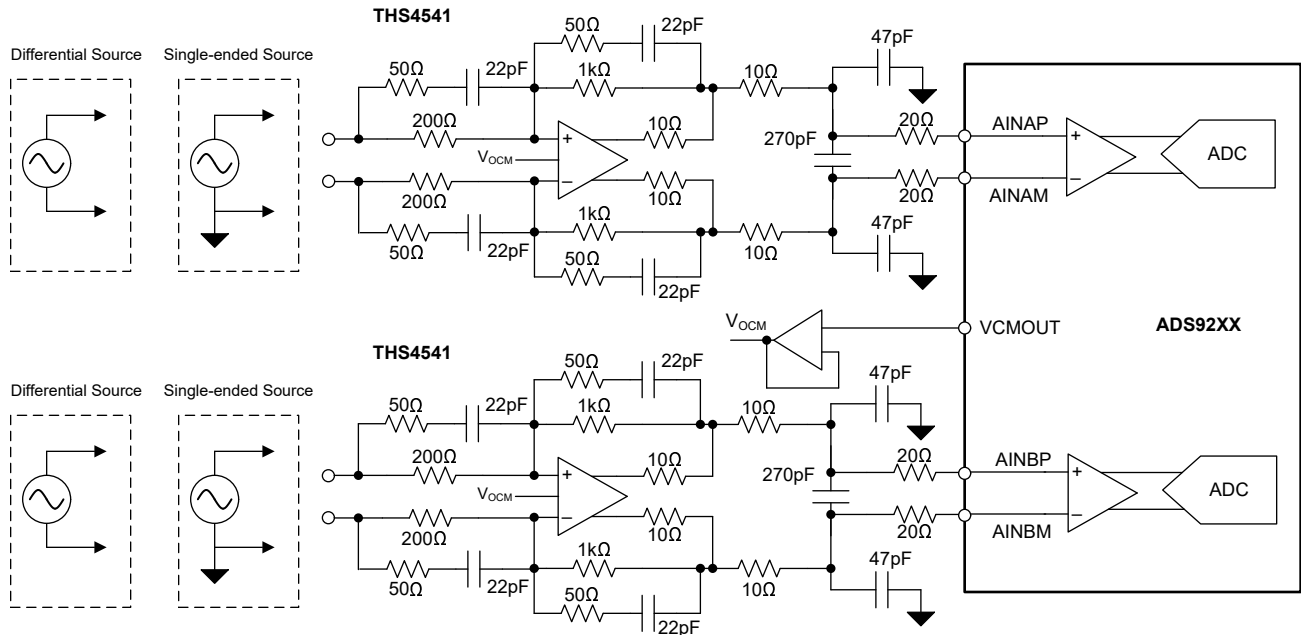 THS4541
50Ω
22pF
Differential Source
Single-ended Source
50Ω
22pF
1kΩ
10Ω
47pF
200Ω
10Ω
20Ω
AINAP
+
+
VOCM
270pF
ADC
−
−
200Ω
10Ω
20Ω
AINAM
1kΩ
47pF
50Ω
22pF
10Ω
50Ω
22pF
VOCM
VCMOUT
ADS92XX
THS4541
50Ω
22pF
47pF
Differential Source
Single-ended Source
50Ω
22pF
1kΩ
10Ω
200Ω
10Ω
20Ω
AINBP
+
+
VOCM
270pF
ADC
−
−
200Ω
10Ω
20Ω
AINBM
1kΩ
47pF
50Ω
22pF
10Ω
50Ω
22pF